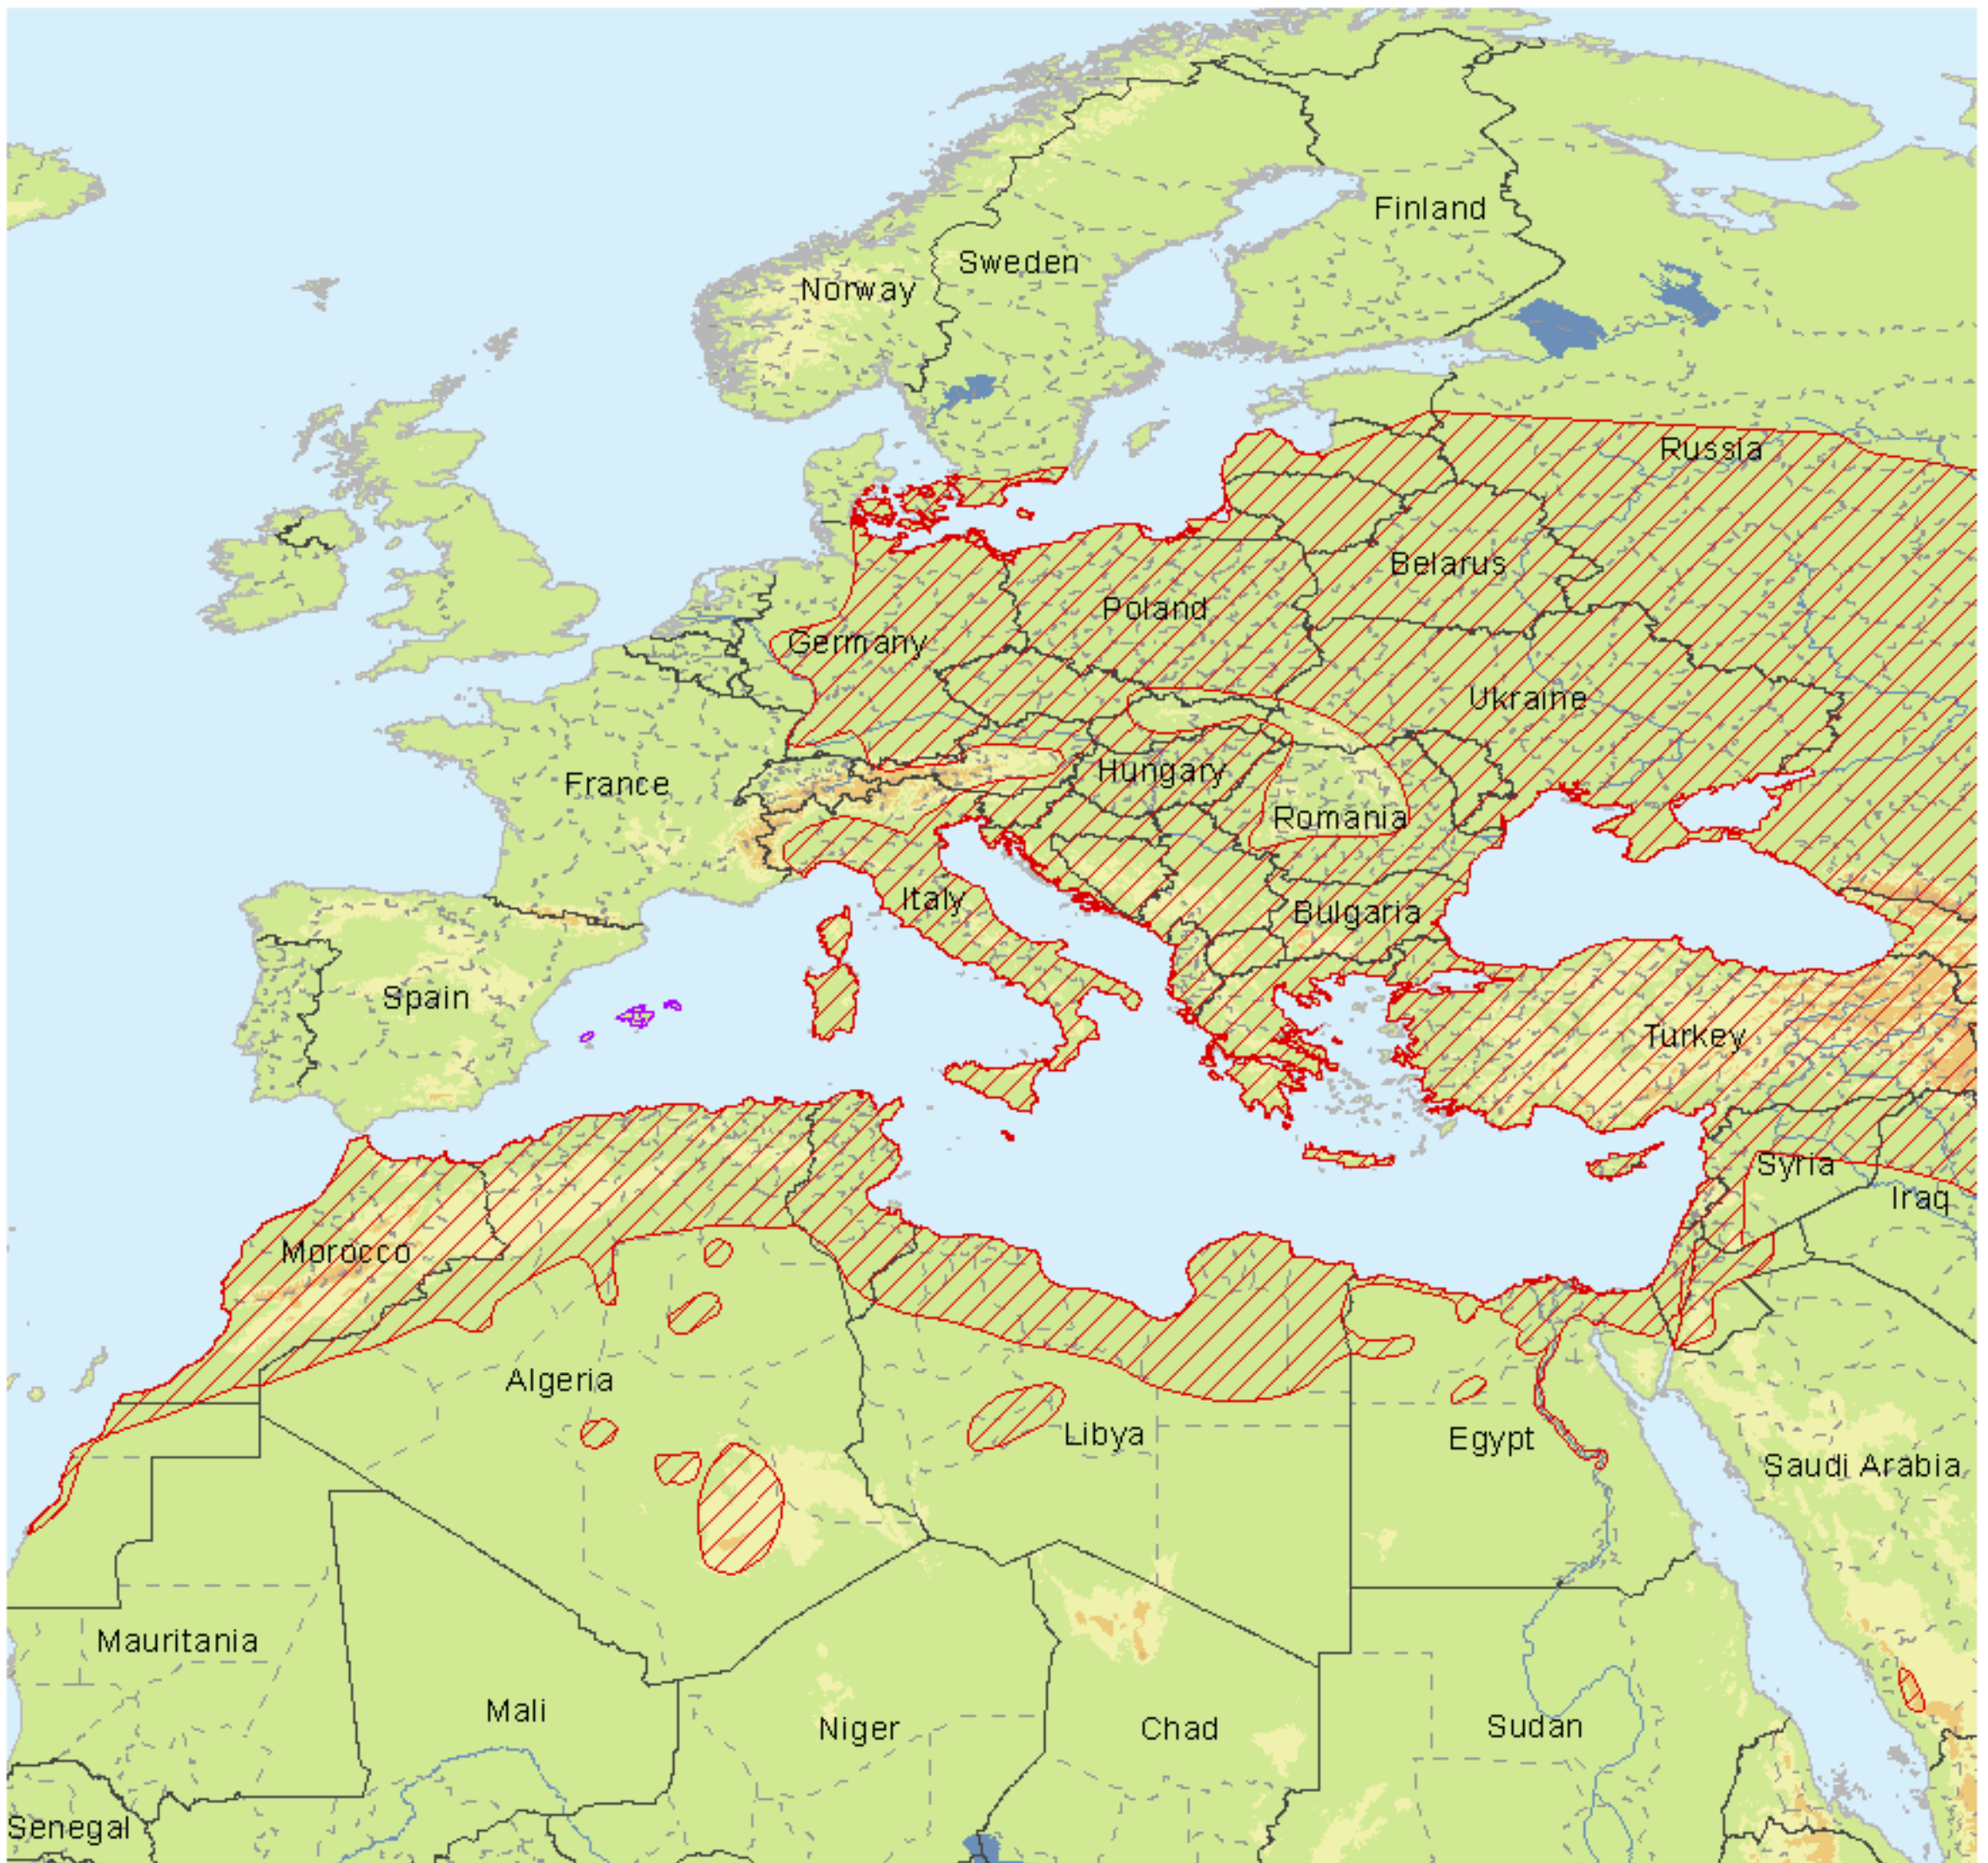 Finland
Sweden
Norway
Russia
Belarus
Poland
Germany
Ukraine
Hungary
France
Romania
Italy
Bulgaria
Spain
Turkey
Syria
Iraq
Morocco
Algeria
Libya
Egypt
Saudi Arabia
Mauritania
Mali
Niger
Chad
Sudan
Senegal